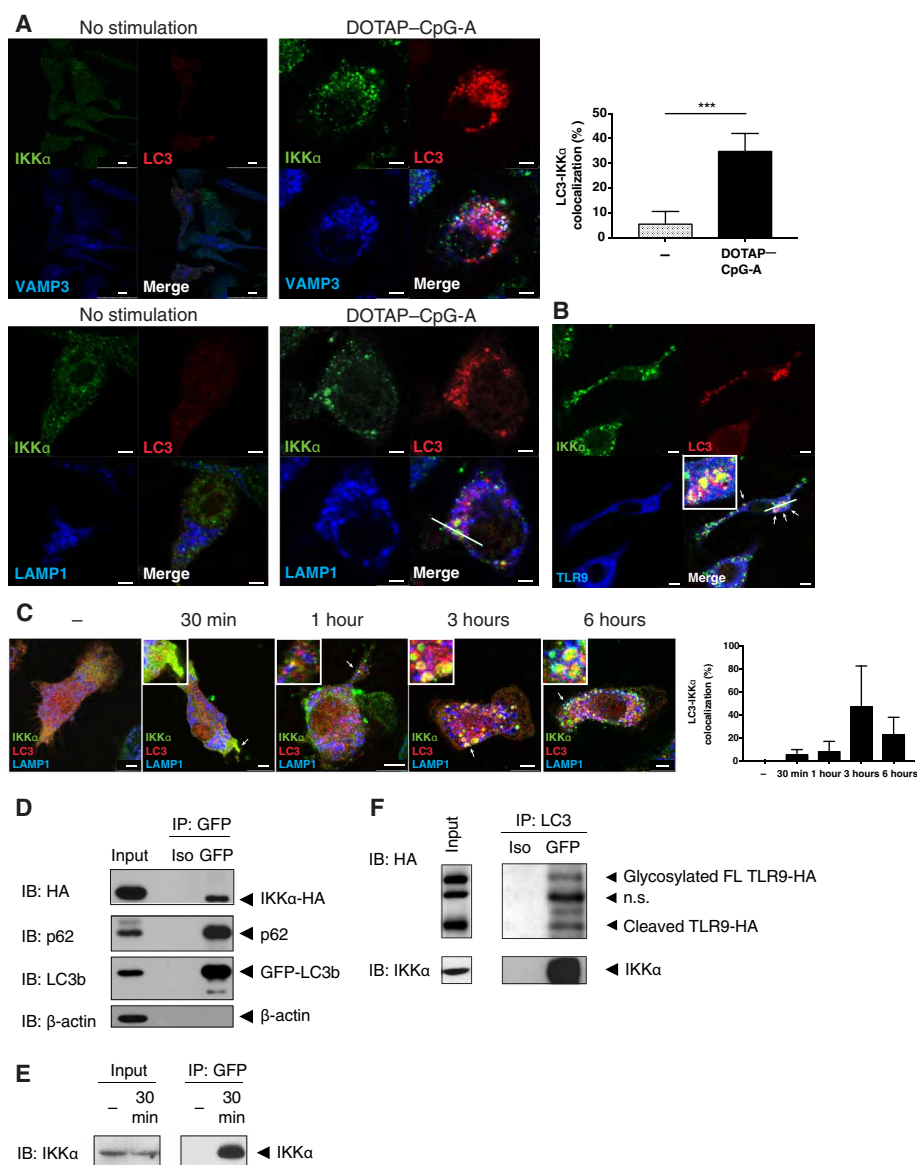 A
No stimulation
DOTAP–CpG-A
IKKα
LC3
IKKα
LC3
VAMP3
Merge
VAMP3
Merge
LC3-IKKα
colocalization (%)
50
40
30
20
10
0
***
–
DOTAP—
CpG-A
No stimulation
DOTAP–CpG-A
IKKα
LC3
IKKα
LC3
LAMP1
Merge
LAMP1
Merge
B
IKKα
LC3
TLR9
Merge
C
–
30 min
1 hour
3 hours
6 hours
IKKα
LC3
LAMP1
IKKα
LC3
LAMP1
IKKα
LC3
LAMP1
IKKα
LC3
LAMP1
IKKα
LC3
LAMP1
LC3-IKKα
colocalization (%)
100
80
60
40
20
0
– 30 min 1 hour 3 hours 6 hours
D
IP: GFP
Input Iso GFP
IB: HA IKKα-HA
IB: p62 p62
IB: LC3b GFP-LC3b
IB: β-actin β-actin
E
Input IP: GFP
– 30 min – 30 min
IB: IKKα IKKα
F
Input
IP: LC3
Iso GFP
IB: HA
Glycosylated FL TLR9-HA
n.s.
Cleaved TLR9-HA
IB: IKKα IKKα